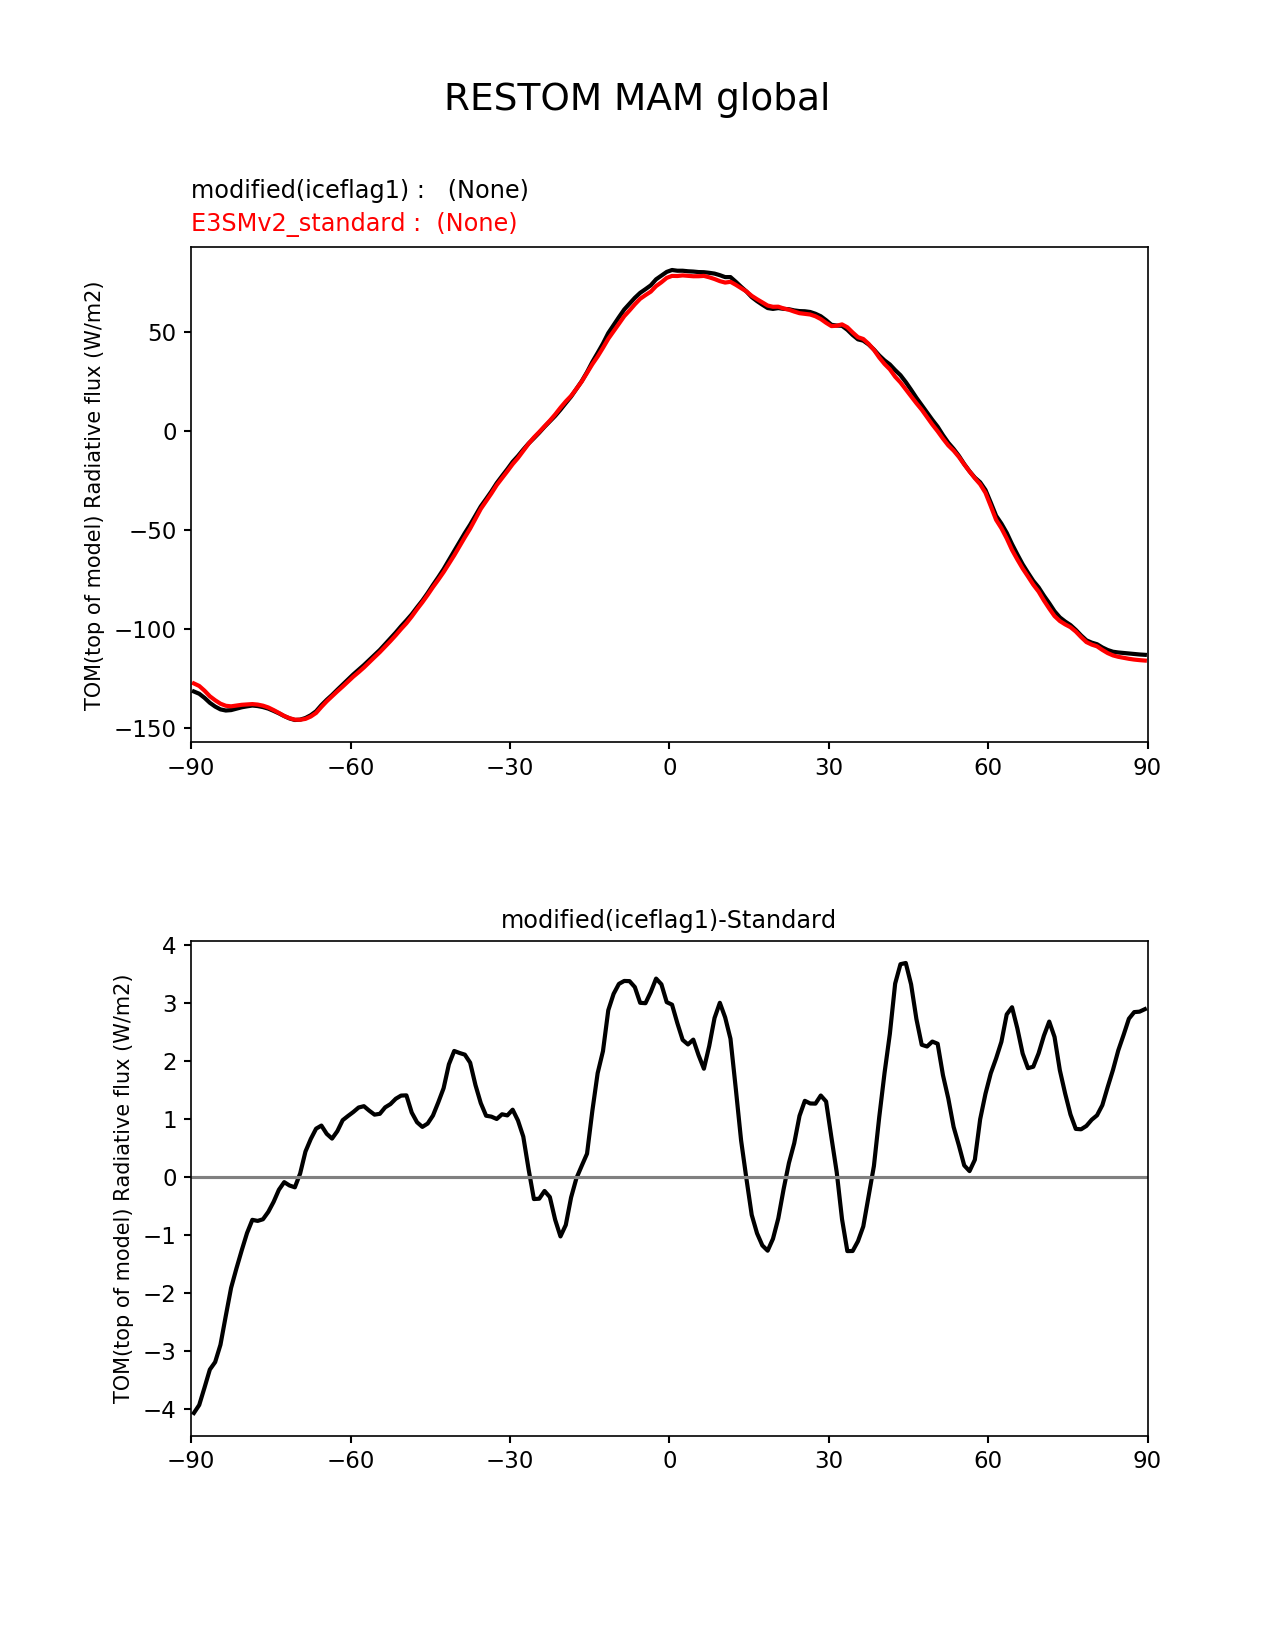 RESTOM MAM global
modified(iceflag1) :   (None)
E3SMv2_standard :  (None)
TOM(top of model) Radiative flux (W/m2)
50
0
−50
−100
−150
−90 −60 −30 0 30 60 90
modified(iceflag1)-Standard
TOM(top of model) Radiative flux (W/m2)
4
3
2
1
0
−1
−2
−3
−4
−90 −60 −30 0 30 60 90